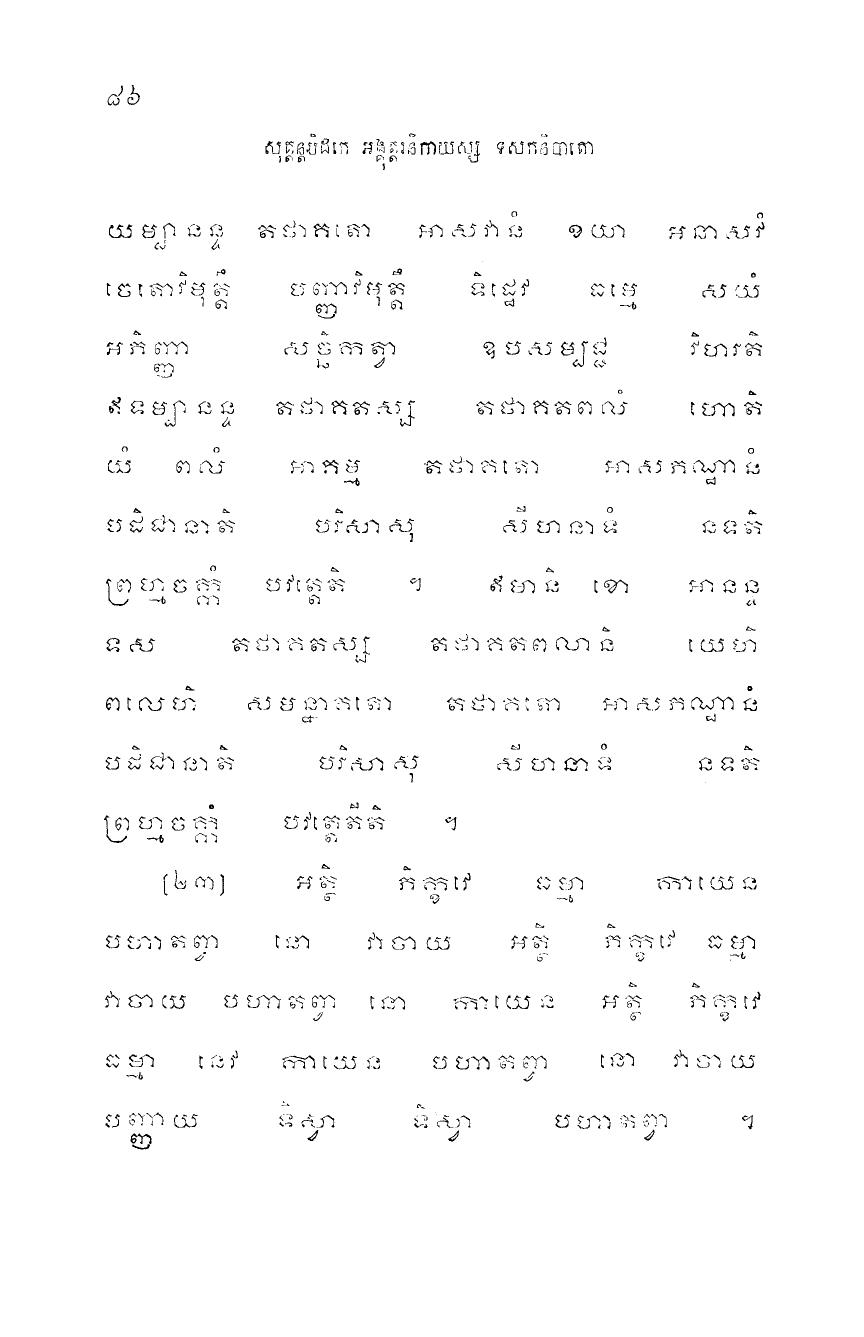 ៨៦
សុត្តន្តបិដកេ អង្គុត្តរនិកាយស្ស ទសកនិបាតោ
យម្បានន្ទ តថាគតោ អាសវានំ ខយា អនាសវំ
ចេតោវិមុត្តឹ បញ្ញាវិមុត្តឹ ទិដ្ឋេវ ធម្មេ សយំ
អភិញ្ញា សច្ឆិកត្វា ឧបសម្បជ្ជ វិហរតិ
ឥទម្បានន្ទ តថាគតស្ស តថាគតពលំ ហោតិ
យំ ពលំ អាគម្ម តថាគតោ អាសភណ្ឋានំ
បដិជានាតិ បរិសាសុ សីហនាទំ នទតិ
ព្រហ្មចក្កំ បវត្តេតិ ។ ឥមានិ ខោ អានន្ទ
ទស តថាគតស្ស តថាគតពលានិ យេហិ
ពលេហិ សមន្នាគតោ តថាគតោ អាសភណ្ឋានំ
បដិជានាតិ បរិសាសុ សីហនាទំ នទតិ
ព្រហ្មចក្កំ បវត្តេតីតិ ។
[២៣] អត្ថិ ភិក្ខវេ ធម្មា កាយេន
បហាតព្វា នោ វាចាយ អត្ថិ ភិក្ខវេ ធម្មា
វាចាយ បហាតព្វា នោ កាយេន អត្ថិ ភិក្ខវេ
ធម្មា នេវ កាយេន បហាតព្វា នោ វាចាយ
បញ្ញាយ ទិស្វា ទិស្វា បហាតព្វា ។